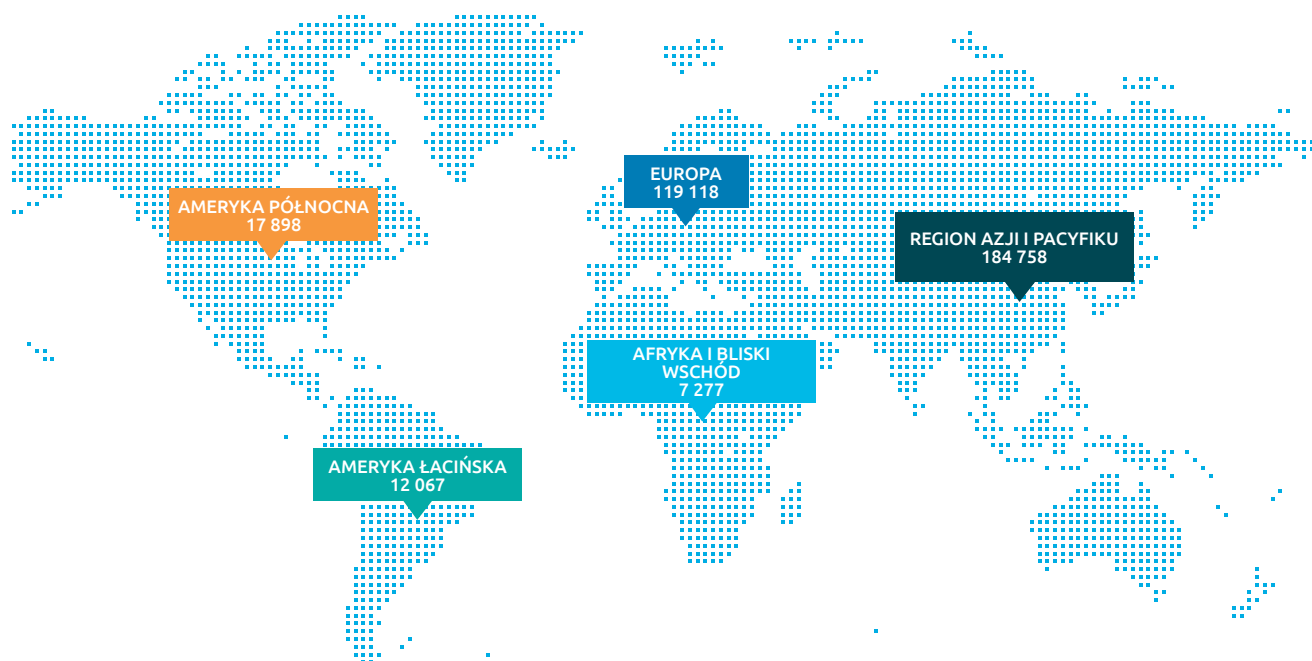 EUROPA
119 118
AMERYKA PÓŁNOCNA
17 898
REGION AZJI I PACYFIKU
184 758
AFRYKA I BLISKI
WSCHÓD
7 277
AMERYKA ŁACIŃSKA
12 067